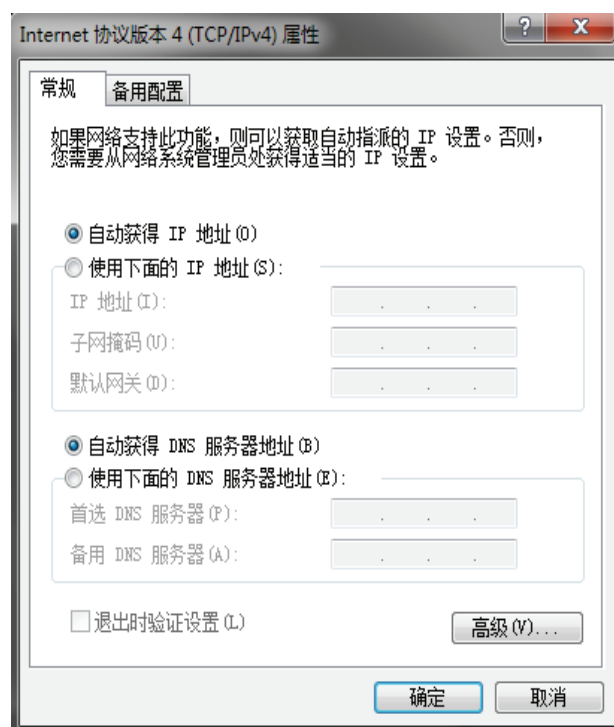 Internet 协议版本 4 (TCP/IPv4) 属性
常规 备用配置
如果网络支持此功能，则可以获取自动指派的 IP 设置。否则，
您需要从网络系统管理员处获得适当的 IP 设置。
自动获得 IP 地址(O)
使用下面的 IP 地址(S):
IP 地址(I):
子网掩码(U):
默认网关(D):
自动获得 DNS 服务器地址(B)
使用下面的 DNS 服务器地址(E):
首选 DNS 服务器(P):
备用 DNS 服务器(A):
退出时验证设置(L)
高级(V)...
确定 取消